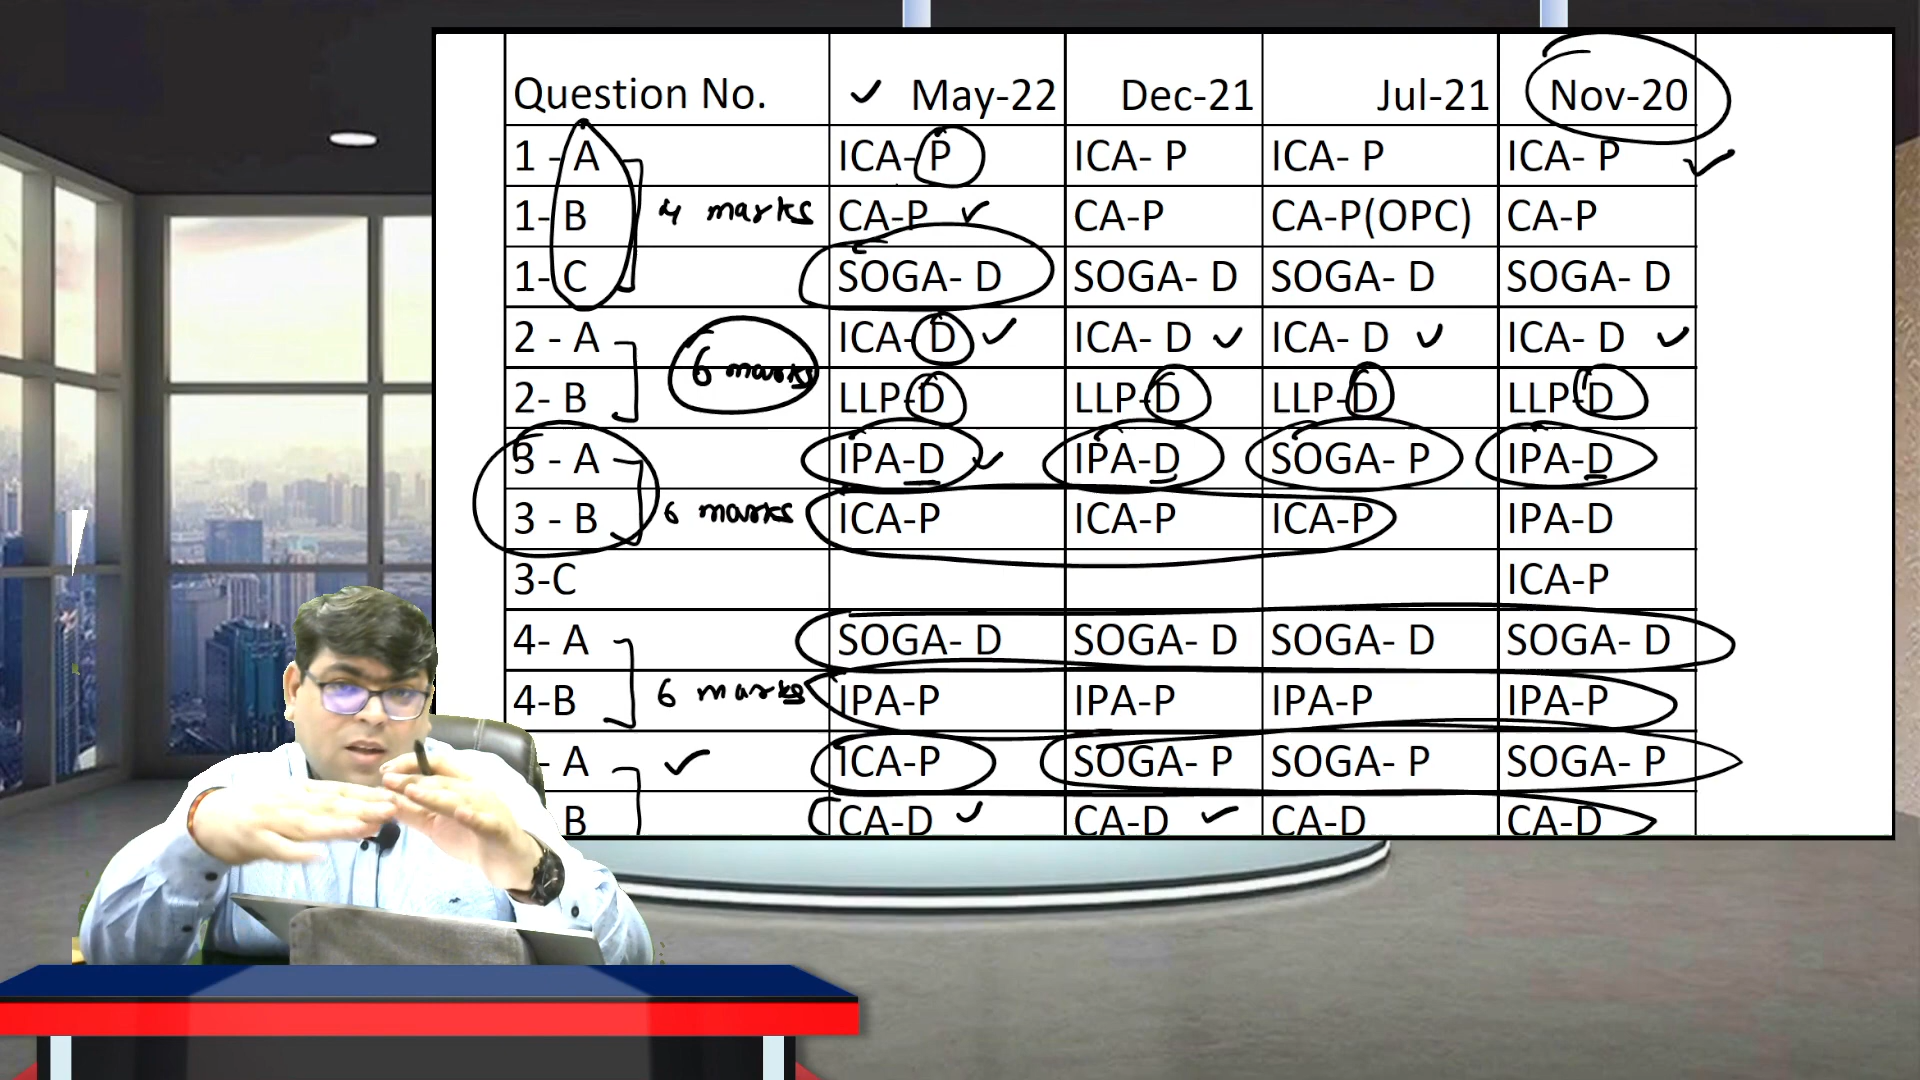 Question No. ✓ May-22 Dec-21 Jul-21 Nov-20
1 - A ICA- P ICA- P ICA- P ICA- P ✓
1- B 4 marks CA-P ✓ CA-P CA-P(OPC) CA-P
1- C SOGA- D SOGA- D SOGA- D SOGA- D
2 - A ICA- D ✓ ICA- D ✓ ICA- D ✓ ICA- D ✓
6 marks
2- B LLP-D LLP-D LLP-D LLP-D
3 - A IPA-D ✓ IPA-D SOGA- P IPA-D
3 - B 6 marks ICA-P ICA-P ICA-P IPA-D
3-C ICA-P
4- A SOGA- D SOGA- D SOGA- D SOGA- D
4-B 6 marks IPA-P IPA-P IPA-P IPA-P
- A ✓ ICA-P SOGA- P SOGA- P SOGA- P
B CA-D ✓ CA-D ✓ CA-D CA-D